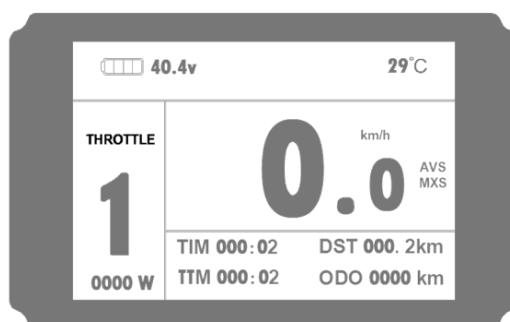 40.4v 29°C
THROTTLE
1
0000 W
0.0 km/h
AVS
MXS
TIM 000:02 DST 000. 2km
TTM 000:02 ODO 0000 km